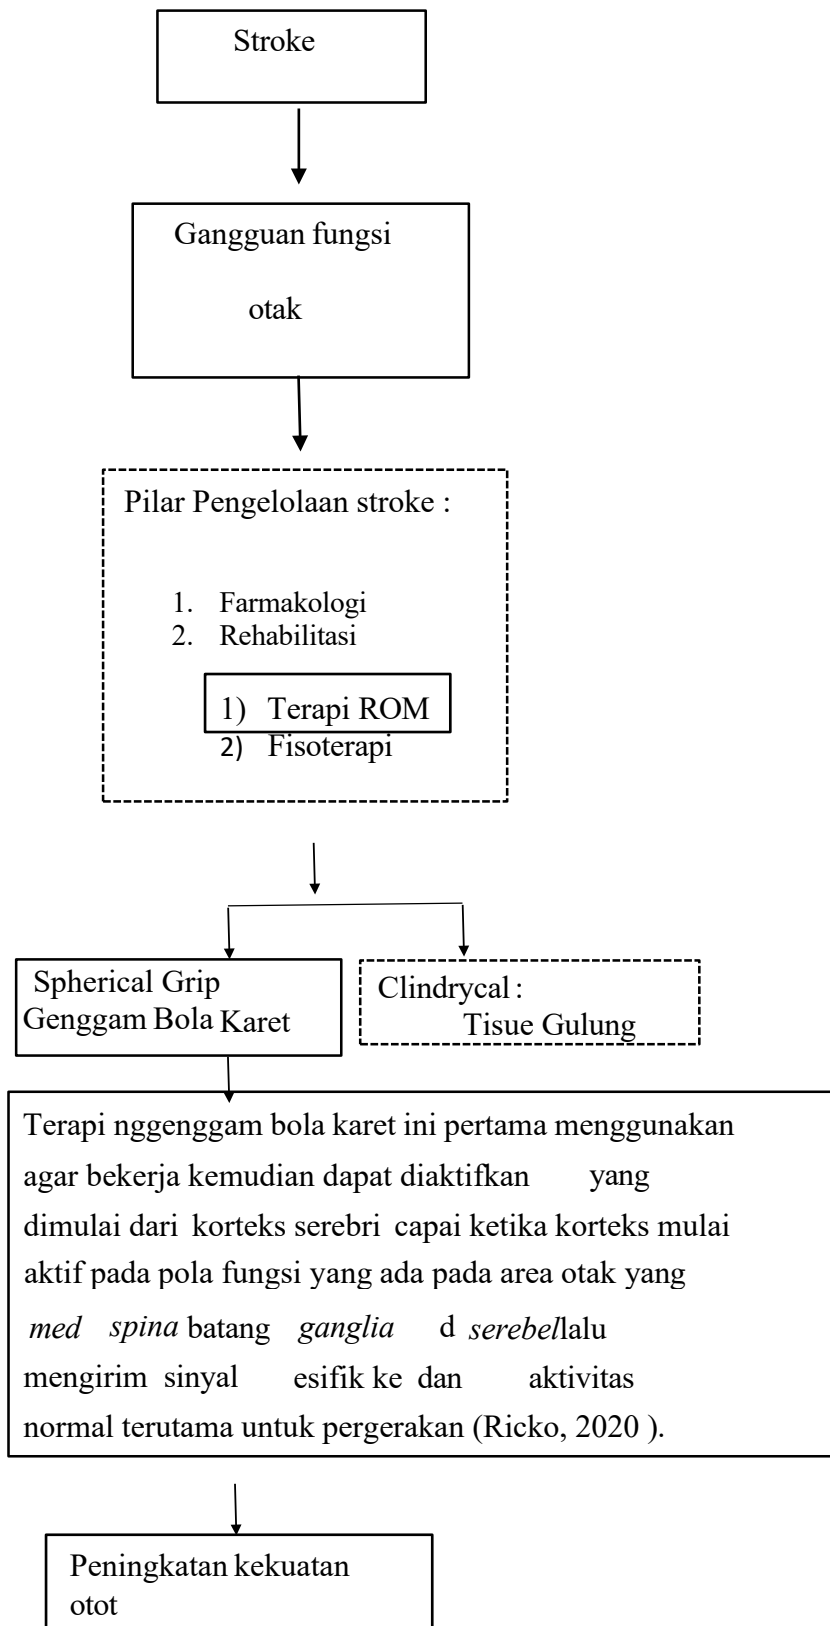 Stroke
Gangguan fungsi
otak
Pilar Pengelolaan stroke :
1. Farmakologi
2. Rehabilitasi
1) Terapi ROM
2) Fisoterapi
Spherical Grip
Genggam Bola Karet
Clindrycal :
Tisue Gulung
Terapi nggenggam bola karet ini pertama menggunakan
agar bekerja kemudian dapat diaktifkan yang
dimulai dari korteks serebri capai ketika korteks mulai
aktif pada pola fungsi yang ada pada area otak yang
med spina batang ganglia d serebellalu
mengirim sinyal esifik ke dan aktivitas
normal terutama untuk pergerakan (Ricko, 2020 ).
Peningkatan kekuatan
otot